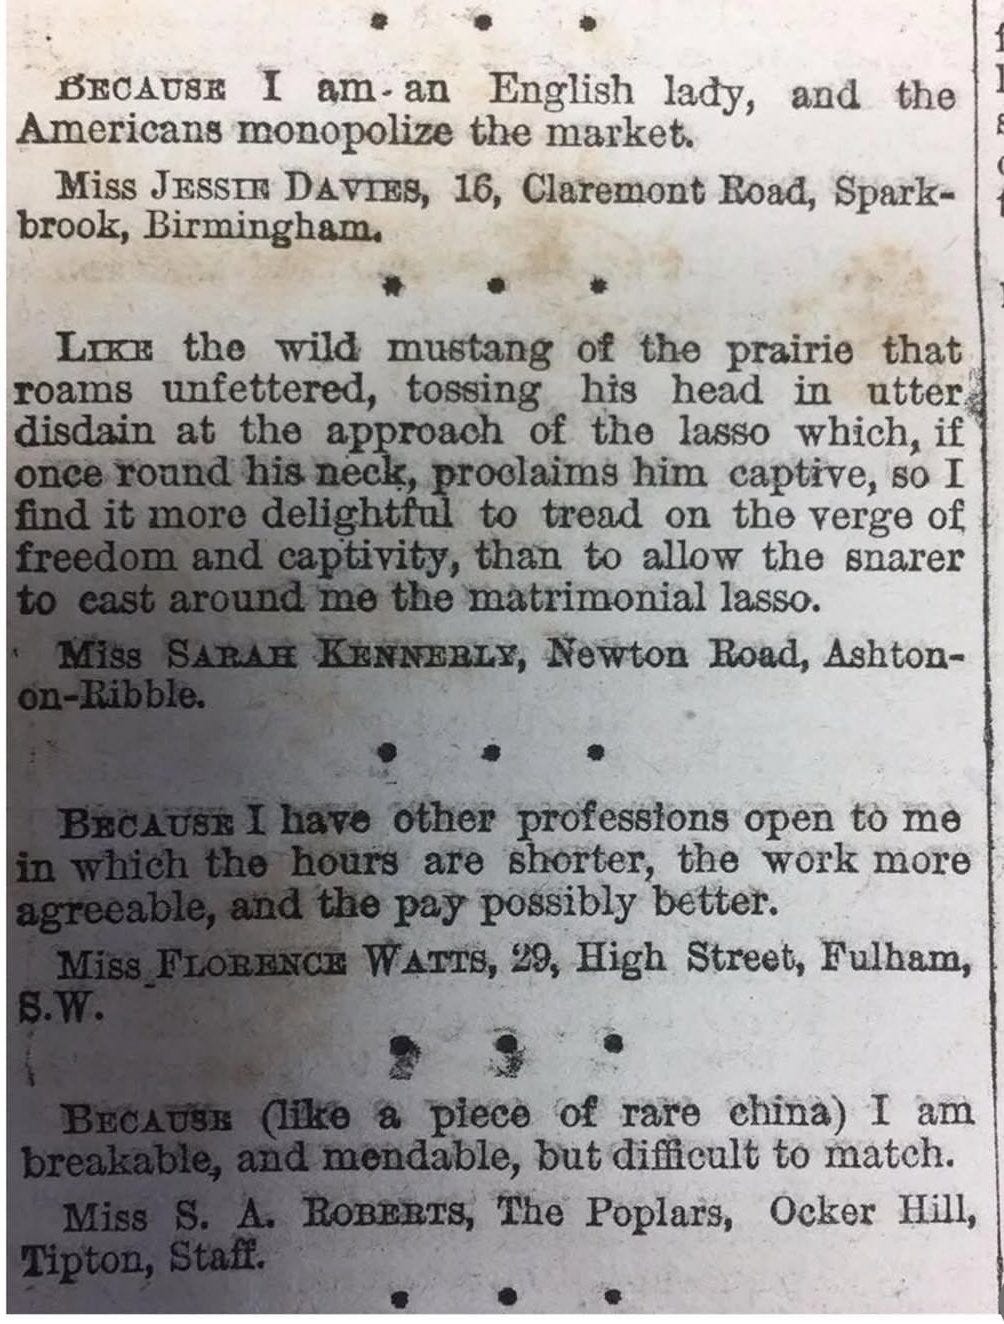 BECAUSE I am an English lady, and the
Americans monopolize the market.
Miss JESSIE DAVIES, 16, Claremont Road, Spark-
brook, Birmingham.
LIKE the wild mustang of the prairie that
roams unfettered, tossing his head in utter
disdain at the approach of the lasso which, if
once round his neck, proclaims him captive, so I
find it more delightful to tread on the verge of
freedom and captivity, than to allow the snarer
to cast around me the matrimonial lasso.
Miss SARAH KENNERLY, Newton Road, Ashton-
on-Ribble.
BECAUSE I have other professions open to me
in which the hours are shorter, the work more
agreeable, and the pay possibly better.
Miss FLORENCE WATTS, 29, High Street, Fulham,
S.W.
BECAUSE (like a piece of rare china) I am
breakable, and mendable, but difficult to match.
Miss S. A. ROBERTS, The Poplars, Ocker Hill,
Tipton, Staff.